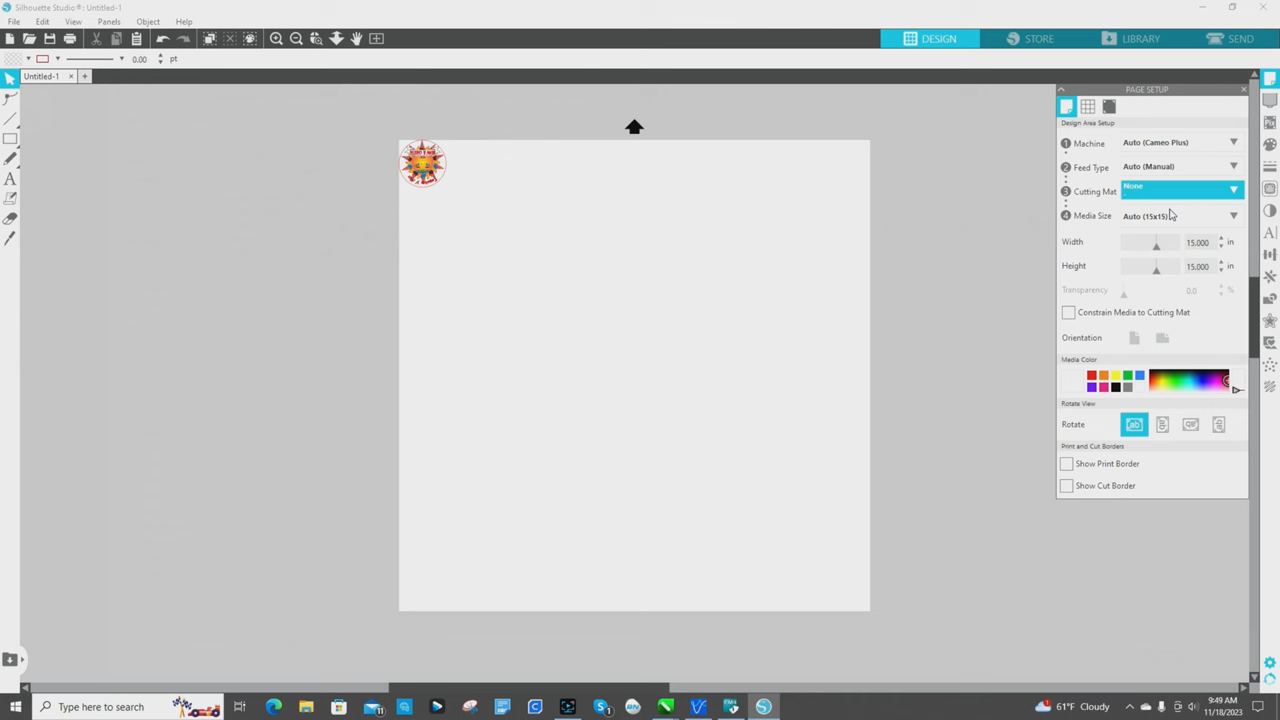 Silhouette Studio®: Untitled-1
File Edit View Panels Object Help
DESIGN STORE LIBRARY SEND
0.00 pt
Untitled-1 × +
PAGE SETUP
Design Area Setup
1 Machine Auto (Cameo Plus)
2 Feed Type Auto (Manual)
3 Cutting Mat None
4 Media Size Auto (15x15)
Width 15.000 in
Height 15.000 in
Transparency 0.0 %
Constrain Media to Cutting Mat
Orientation
Media Color
Rotate View
Rotate
Print and Cut Borders
Show Print Border
Show Cut Border
Type here to search
61°F Cloudy
9:49 AM
11/18/2023